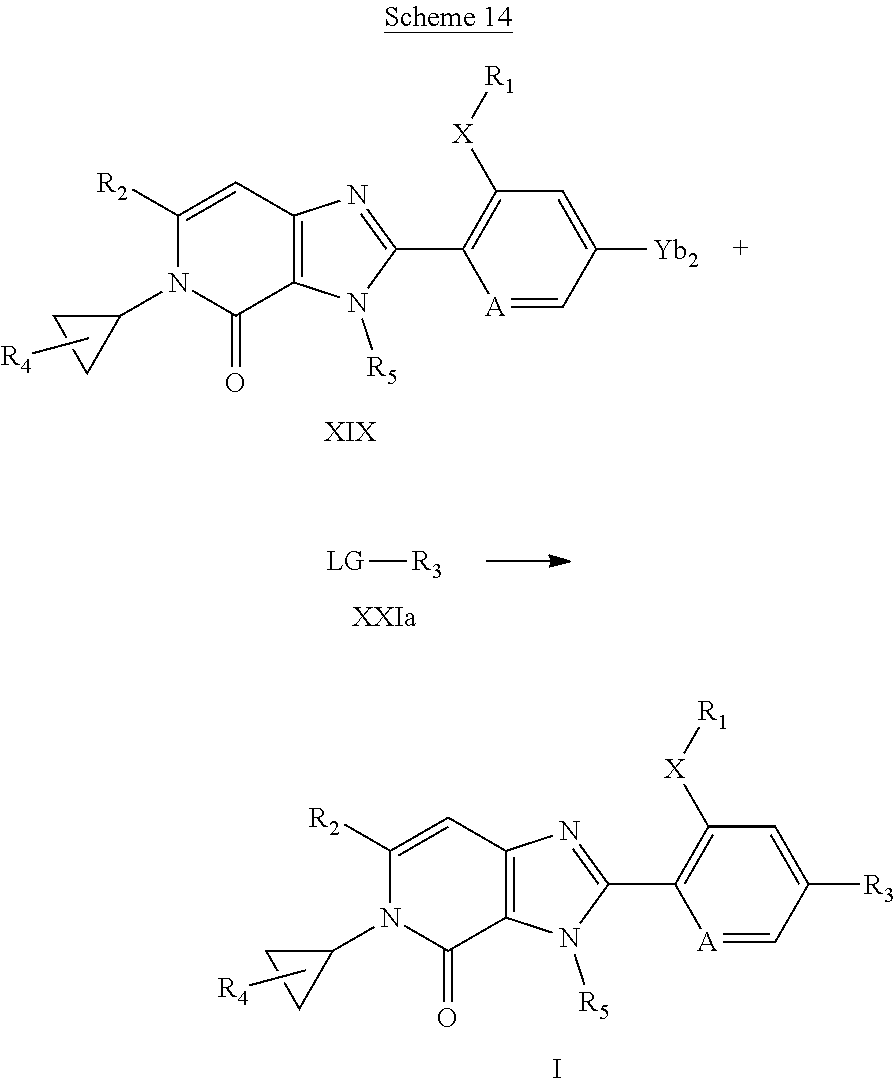 Scheme 14
R1
X
R2
N
Yb2 +
N
N
A
R4
R5
O
XIX
LG R3
XXIa
R1
X
R2
N
R3
N
N
A
R4
R5
O
I